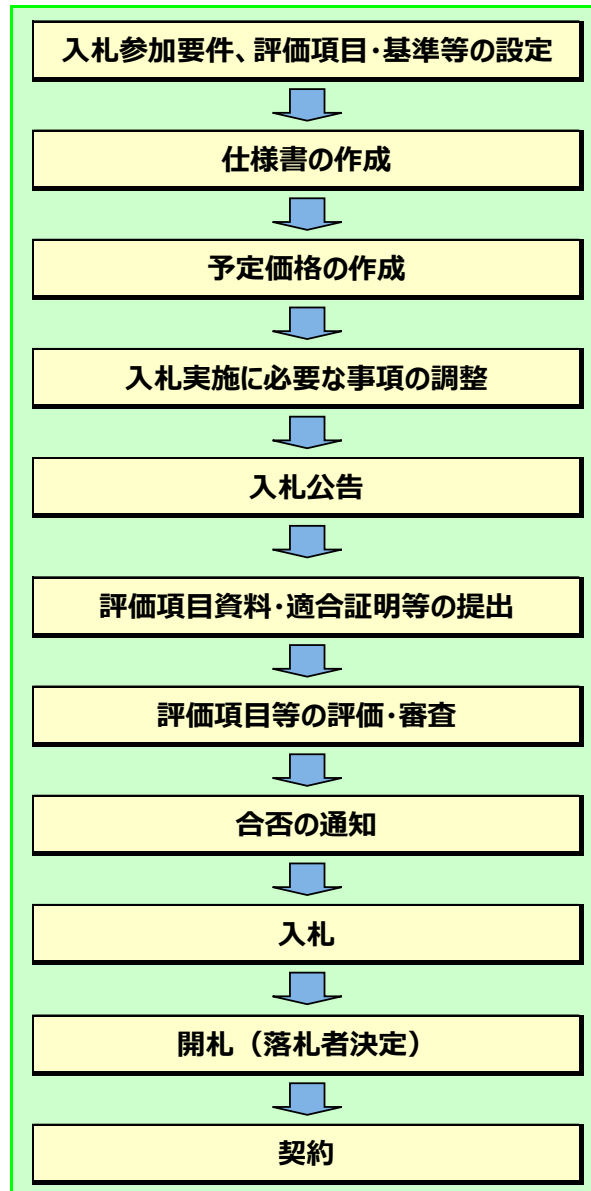 入札参加要件、評価項目・基準等の設定
仕様書の作成
予定価格の作成
入札実施に必要な事項の調整
入札公告
評価項目資料・適合証明等の提出
評価項目等の評価・審査
合否の通知
入札
開札（落札者決定）
契約